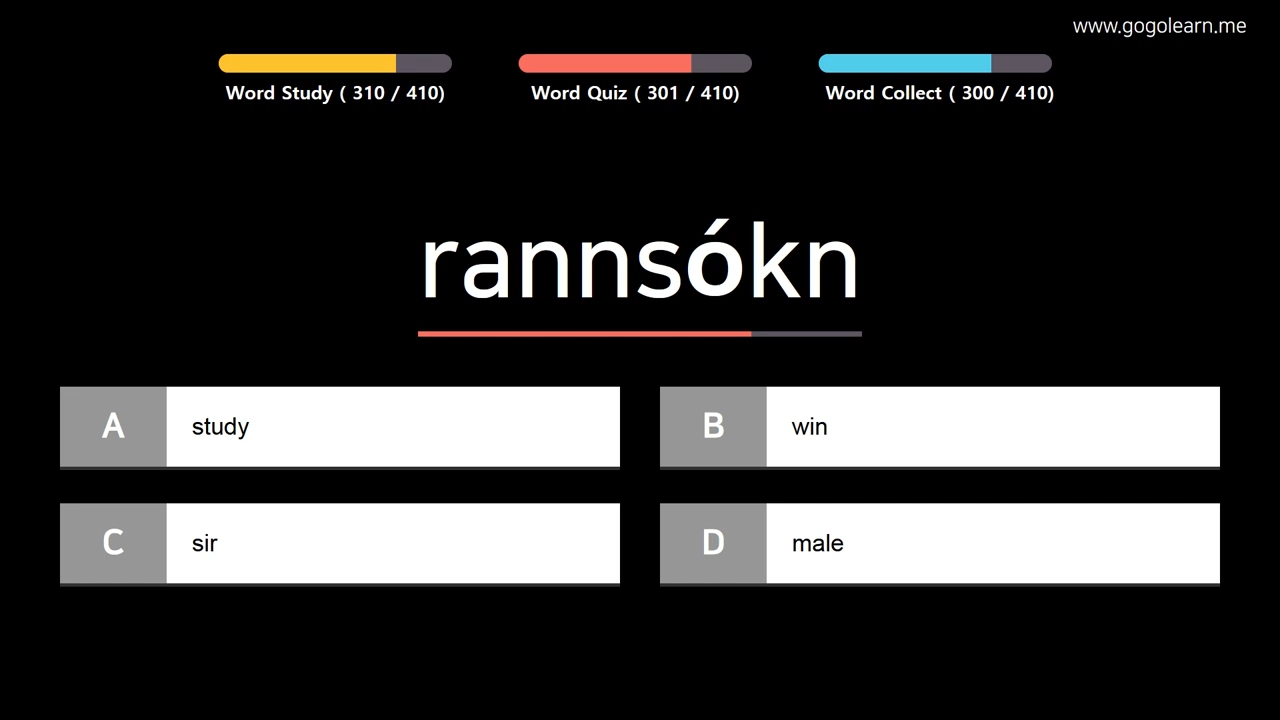 www.gogolearn.me
Word Study ( 310 / 410)
Word Quiz ( 301 / 410)
Word Collect ( 300 / 410)
rannsókn
A study
B win
C sir
D male